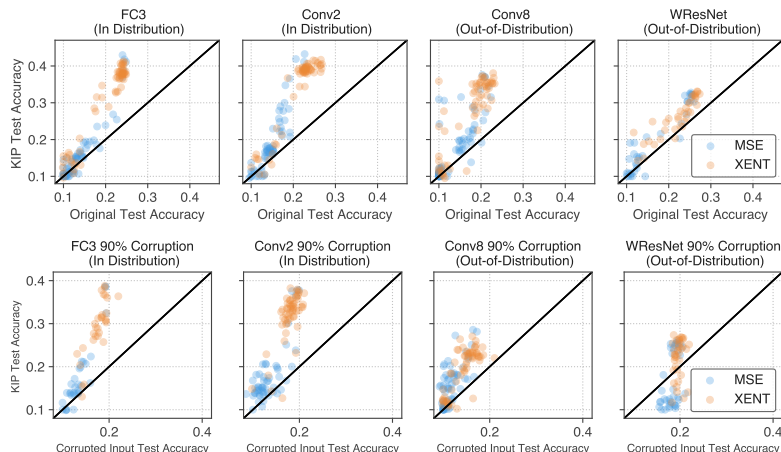 FC3
(In Distribution)
Conv2
(In Distribution)
Conv8
(Out-of-Distribution)
WResNet
(Out-of-Distribution)
KIP Test Accuracy
0.4
0.3
0.2
0.1
MSE
XENT
0.1 0.2 0.3 0.4
0.1 0.2 0.3 0.4
0.1 0.2 0.3 0.4
0.1 0.2 0.3 0.4
Original Test Accuracy
Original Test Accuracy
Original Test Accuracy
Original Test Accuracy
FC3 90% Corruption
(In Distribution)
Conv2 90% Corruption
(In Distribution)
Conv8 90% Corruption
(Out-of-Distribution)
WResNet 90% Corruption
(Out-of-Distribution)
KIP Test Accuracy
0.4
0.3
0.2
0.1
MSE
XENT
0.2 0.4
0.2 0.4
0.2 0.4
0.2 0.4
Corrupted Input Test Accuracy
Corrupted Input Test Accuracy
Corrupted Input Test Accuracy
Corrupted Input Test Accuracy